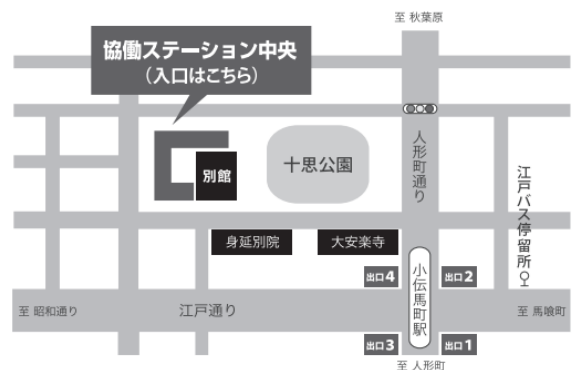 至 秋葉原
協働ステーション中央
（入口はこちら）
別館
十思公園
人形町通り
江戸バス停留所
身延別院
大安楽寺
出口4
出口2
小伝馬町駅
至 昭和通り
江戸通り
至 馬喰町
出口3
出口1
至 人形町